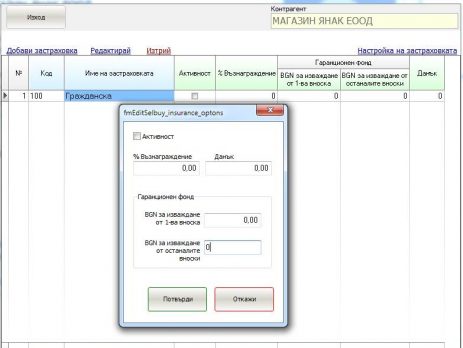 Изход
Контрагент
МАГАЗИН ЯНАК ЕООД
Добави застраховка Редактирай Изтрий Настройка на застраховката
№ Код Име на застраховката Активност % Възнаграждение Гаранционен фонд Данък
BGN за изваждане от 1-ва вноска BGN за изваждане от останалите вноски
1 100 Гражданска 0 0 0 0
fmEditSelbuy_insurance_optons
Активност
% Възнаграждение Данък
0,00 0,00
Гаранционен фонд
BGN за изваждане
от 1-ва вноска 0,00
BGN за изваждане
от останалите 0
вноски
Потвърди Откажи